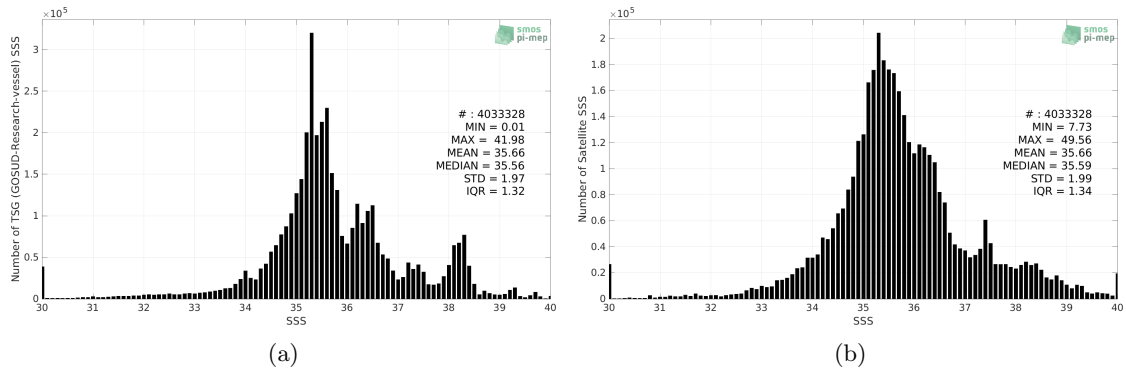 ×10^5
smos
pi-mep
Number of TSG (GOSUD-Research-vessel) SSS
3
2.5
2
1.5
1
0.5
0
# : 4033328
MIN = 0.01
MAX = 41.98
MEAN = 35.66
MEDIAN = 35.56
STD = 1.97
IQR = 1.32
30 31 32 33 34 35 36 37 38 39 40
SSS
(a)
×10^5
smos
pi-mep
Number of Satellite SSS
2
1.8
1.6
1.4
1.2
1
0.8
0.6
0.4
0.2
0
# : 4033328
MIN = 7.73
MAX = 49.56
MEAN = 35.66
MEDIAN = 35.59
STD = 1.99
IQR = 1.34
30 31 32 33 34 35 36 37 38 39 40
SSS
(b)